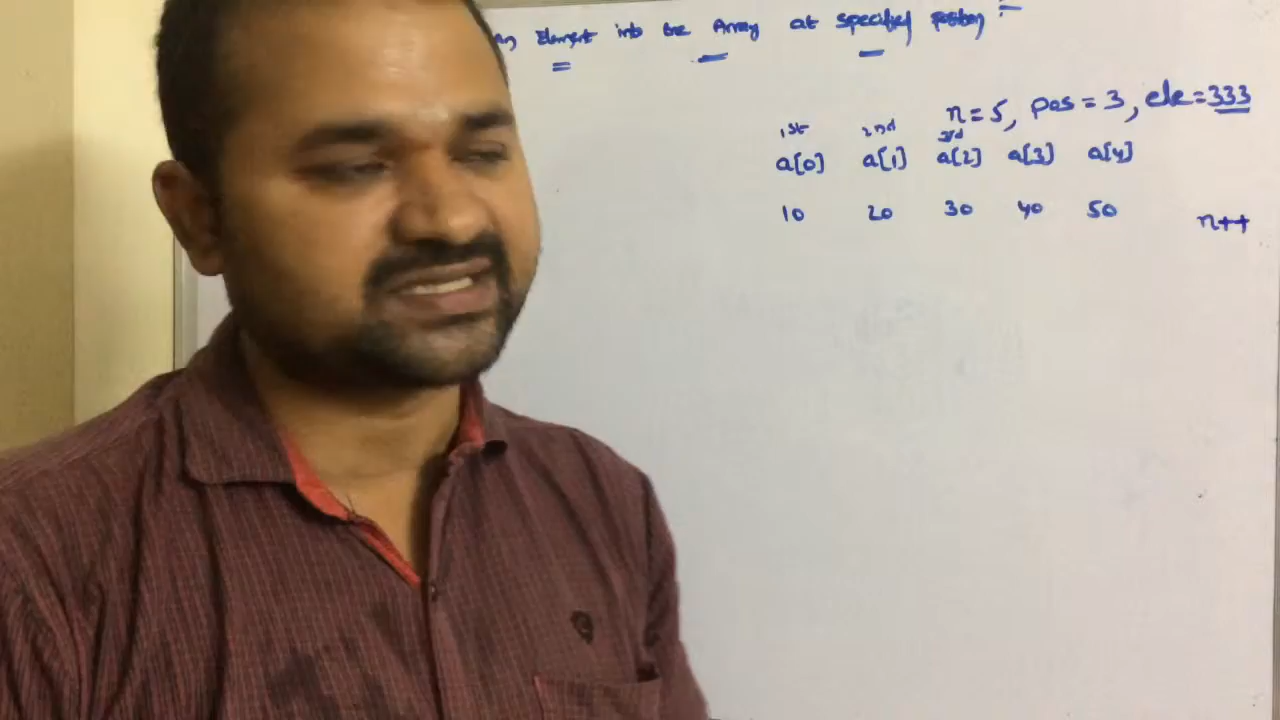 an Element into the Array at specified position :-
n = 5, pos = 3, ele = 333
1st 2nd 3rd
a[0] a[1] a[2] a[3] a[4]
10 20 30 40 50
n++